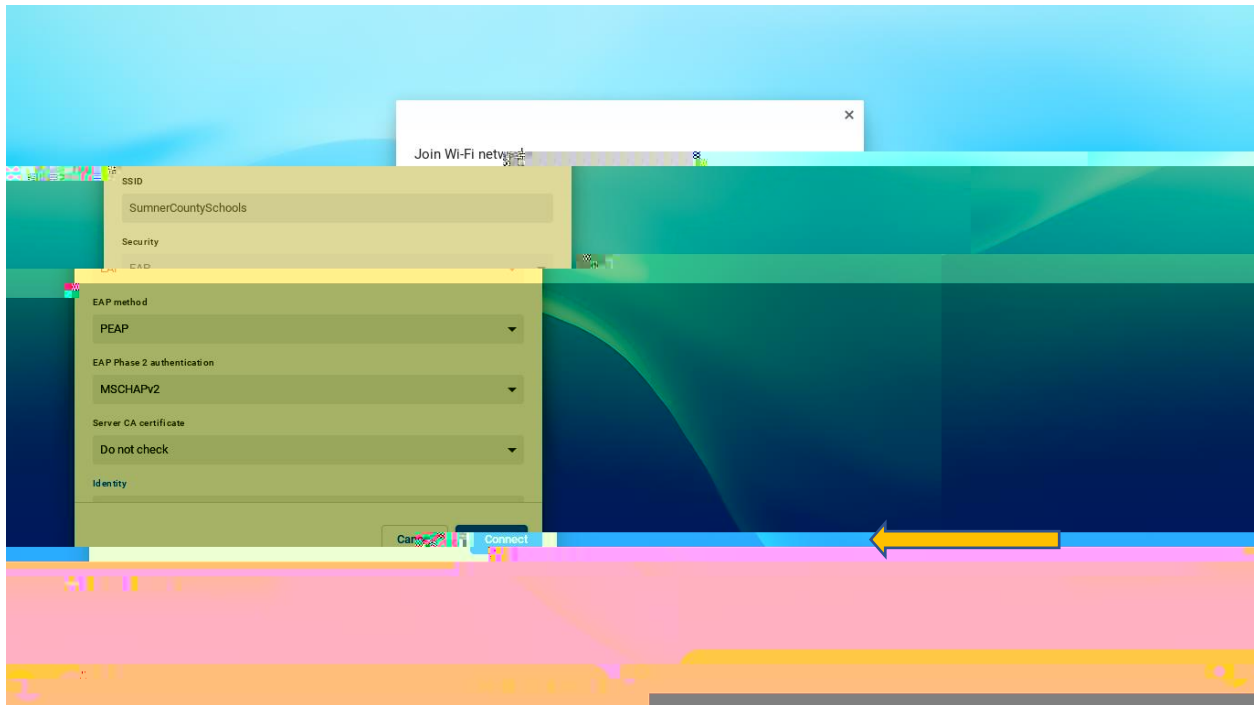 Join Wi-Fi
SSID
SumnerCountySchools
Security
EAP
EAP method
PEAP
EAP Phase 2 authentication
MSCHAPv2
Server CA certificate
Do not check
Identity
Connect